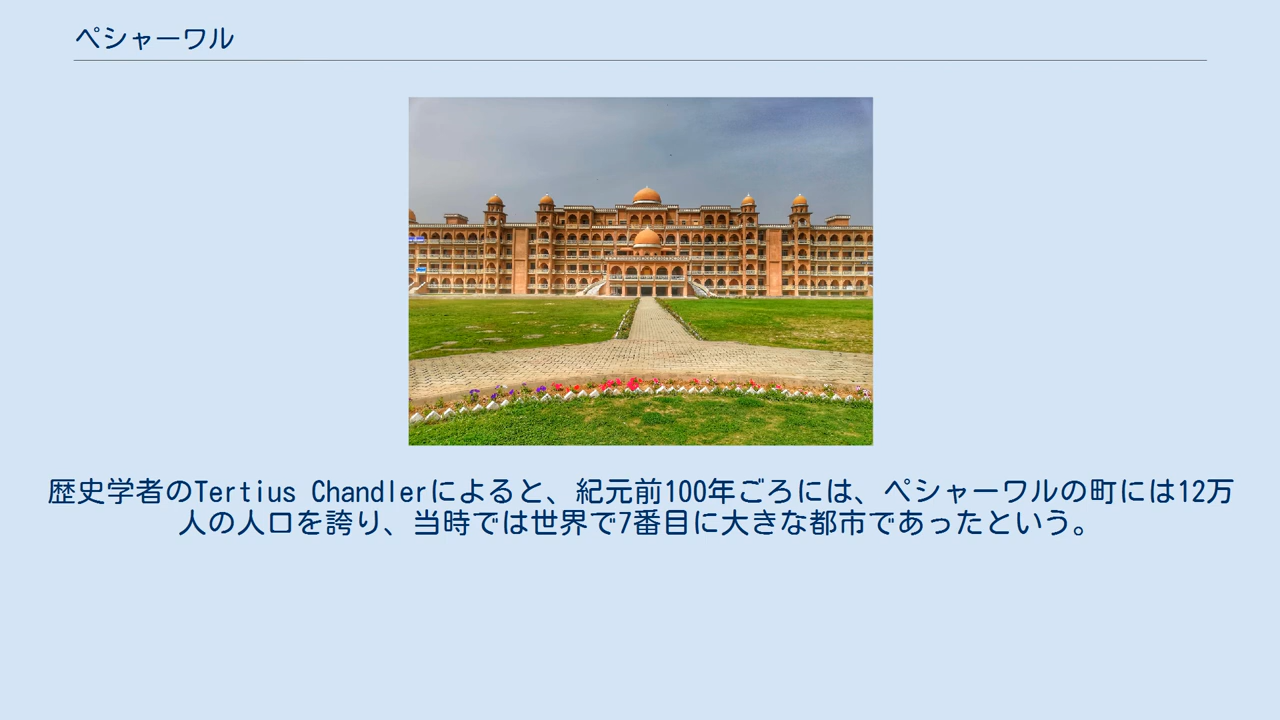 ペシャーワル
歴史学者のTertius Chandlerによると、紀元前100年ごろには、ペシャーワルの町には12万
人の人口を誇り、当時では世界で7番目に大きな都市であったという。